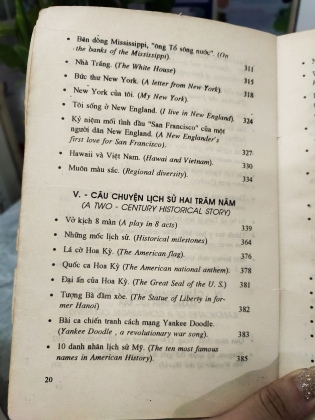 • Bản đồng Mississippi, "ông Tổ sông nước". (On
the banks of the Mississippi). 311
• Nhà Trắng. (The White House) 315
• Bức thư New York. (A letter from New York). 318
• New York của tôi. (My New York).
• Tôi sống ở New England. (I live in New England). 324
• Kỷ niệm mối tình đầu "San Francisco" của một
người dân New England. (A New Englander's
first love for San Francisco). 327
• Hawaii và Việt Nam. (Hawai and Vietnam). 330
• Muôn màu sắc. (Regional diversity). 334
V. - CÂU CHUYỆN LỊCH SỬ HAI TRĂM NĂM
(A TWO - CENTURY HISTORICAL STORY)
• Vở kịch 8 màn (A play in 8 acts) 339
• Những mốc lịch sử. (Historical milestones) 364
• Lá cờ Hoa Kỳ. (The American flag). 376
• Quốc ca Hoa Kỳ (The American national anthem). 378
• Đại ấn của Hoa Kỳ. (The Great Seal of the U. S.) 381
• Tượng Bà đầm xòe. (The Statue of Liberty in for-
mer Hanoi) 382
• Bài ca chiến tranh cách mạng Yankee Doodle.
(Yankee Doodle , a revolutionary war song). 383
• 10 danh nhân lịch sử Mỹ. (The ten most famous
names in American History). 385
20